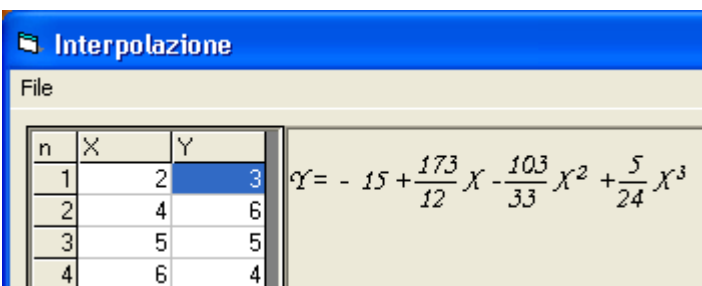 Interpolazione
File
n X Y
1 2 3
2 4 6
3 5 5
4 6 4
Y = - 15 + 173/12 X - 103/33 X² + 5/24 X³